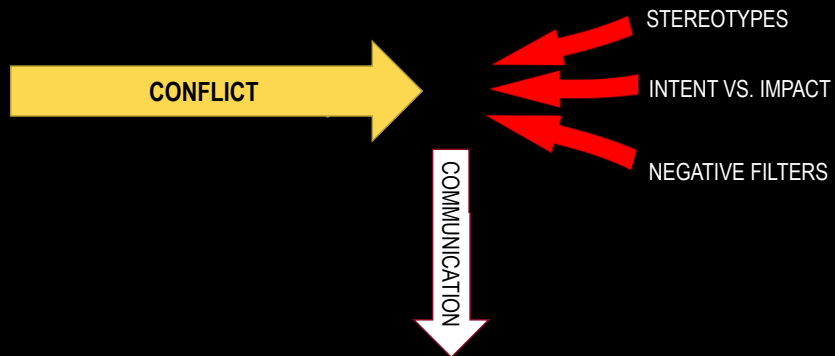 STEREOTYPES
CONFLICT
INTENT VS. IMPACT
NEGATIVE FILTERS
COMMUNICATION